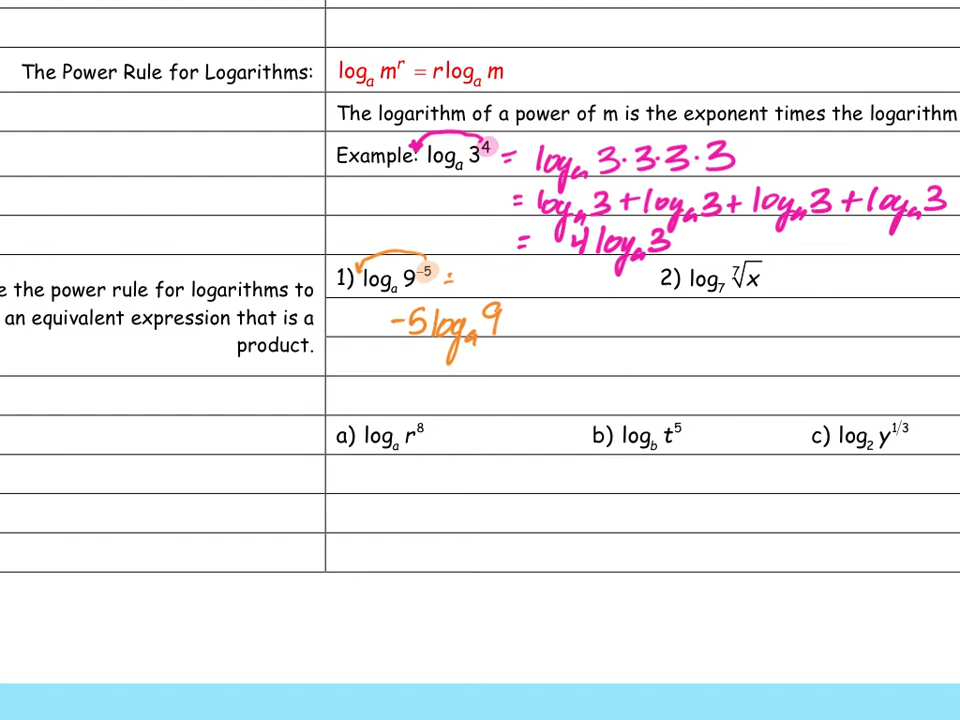 The Power Rule for Logarithms: logₐ mʳ = r logₐ m
The logarithm of a power of m is the exponent times the logarithm
Example: logₐ 3⁴ = logₐ 3·3·3·3
= logₐ 3 + logₐ 3 + logₐ 3 + logₐ 3
= 4 logₐ 3
1) logₐ 9⁻⁵ =
2) log₇ ⁷√x
-5 logₐ 9
e the power rule for logarithms to
an equivalent expression that is a
product.
a) logₐ r⁸
b) log_b t⁵
c) log₂ y^1/3